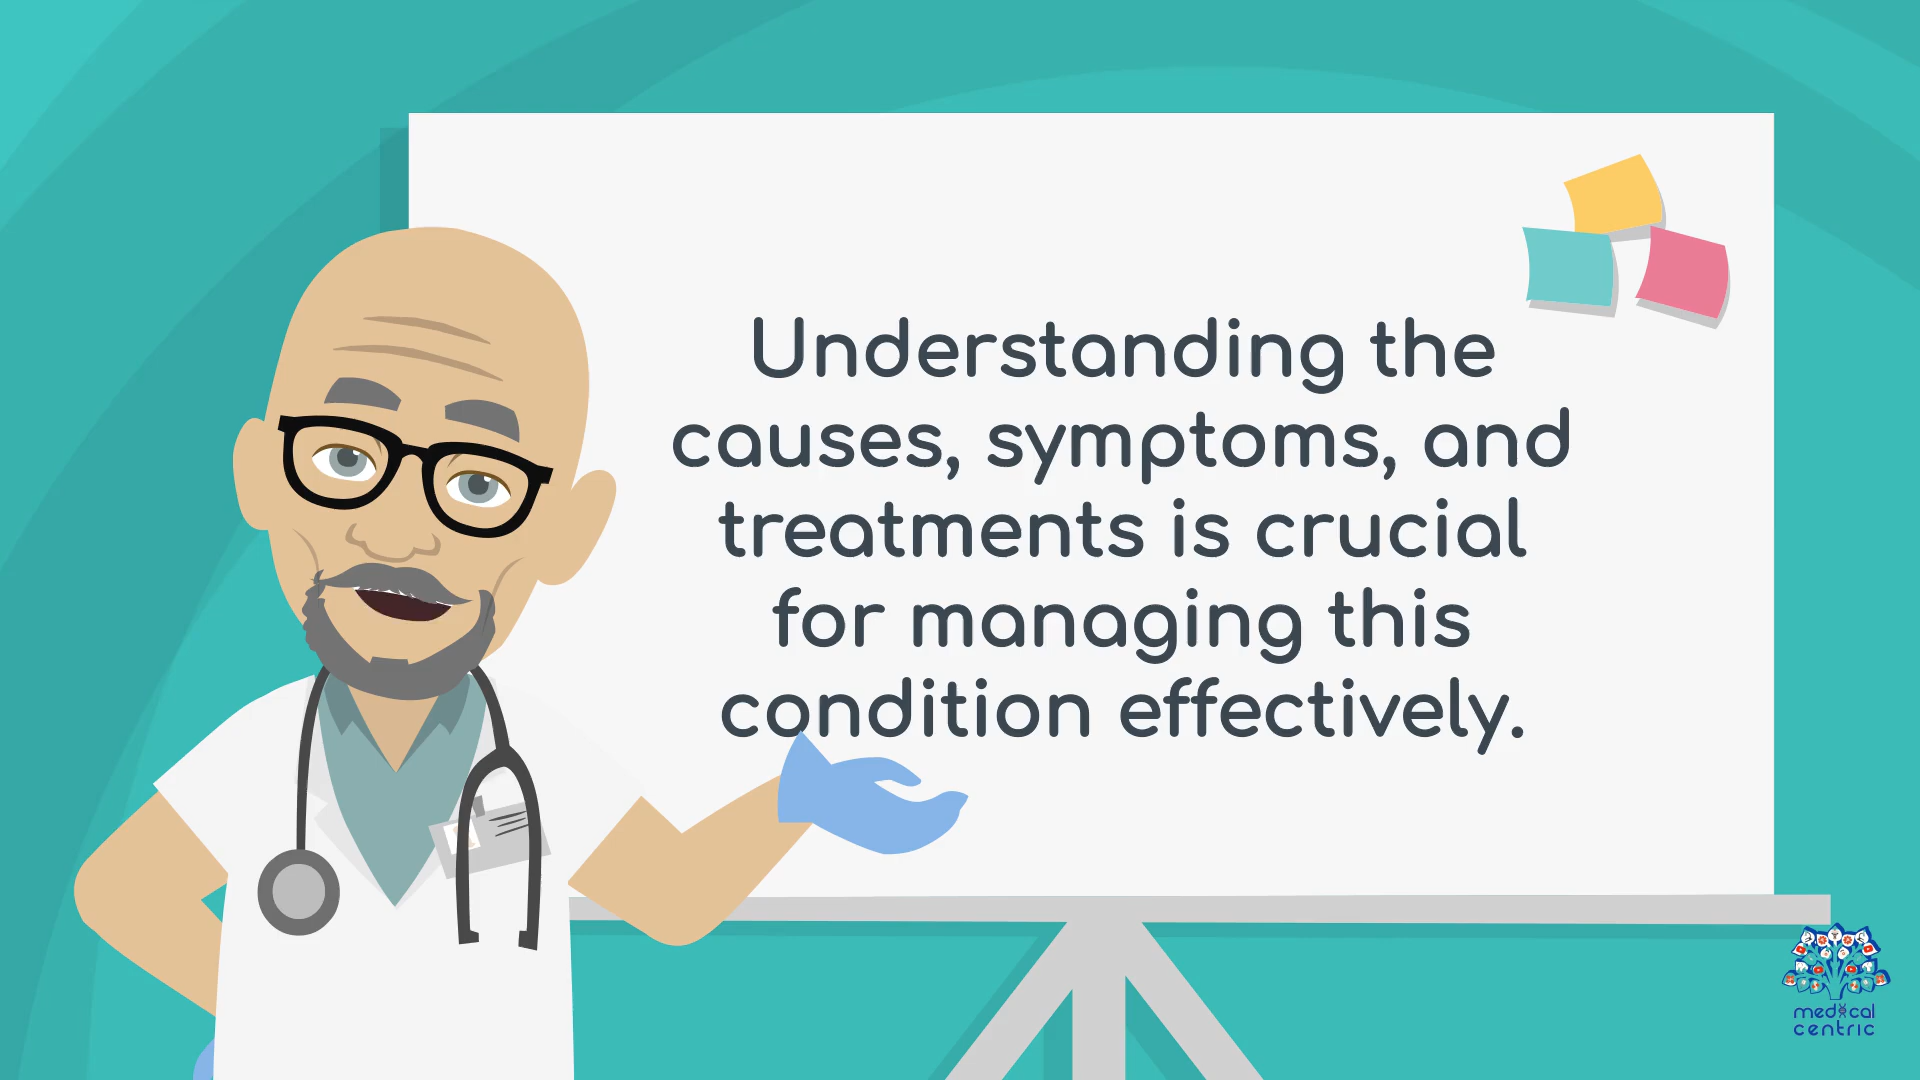 Understanding the
causes, symptoms, and
treatments is crucial
for managing this
condition effectively.
medical
centric